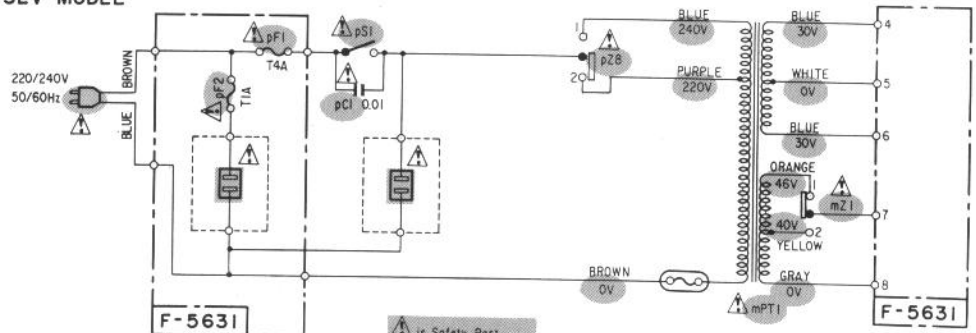 SEV MODEL
220/240V
50/60Hz
BROWN
BLUE
pF1
T4A
pF2
T1A
pS1
pC1 0.01
1
2
pZ8
BLUE
240V
PURPLE
220V
BROWN
0V
mPT1
BLUE
30V
WHITE
0V
BLUE
30V
ORANGE
46V
1
mZ1
40V
2
YELLOW
GRAY
0V
4
5
6
7
8
F-5631
F-5631
is Safety Part